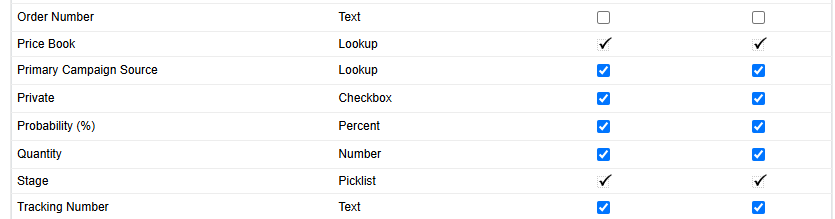 Order Number Text
Price Book Lookup
Primary Campaign Source Lookup
Private Checkbox
Probability (%) Percent
Quantity Number
Stage Picklist
Tracking Number Text